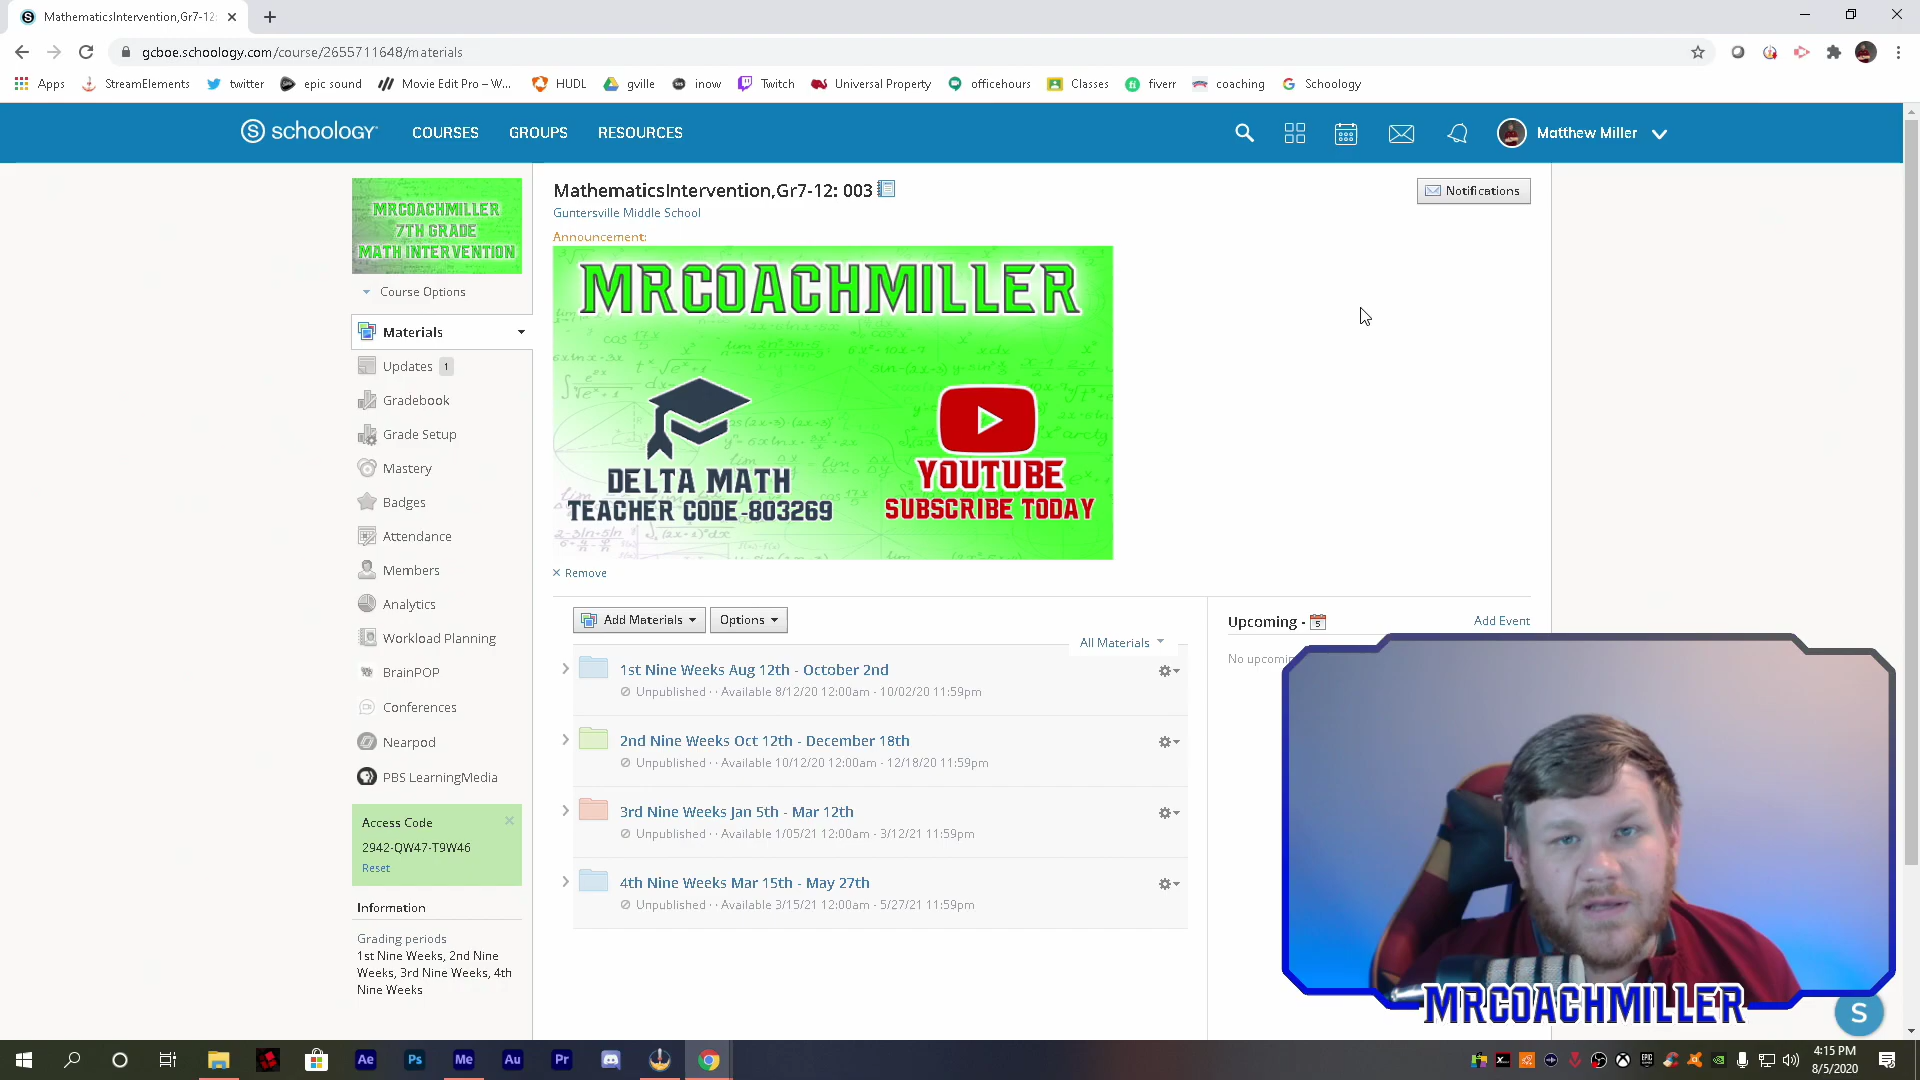 MathematicsIntervention,Gr7-12:
gcboe.schoology.com/course/2655711648/materials
Apps StreamElements twitter epic sound Movie Edit Pro – W... HUDL gville inow Twitch Universal Property officehours Classes fiverr coaching Schoology
schoology COURSES GROUPS RESOURCES Matthew Miller
MRCOACHMILLER
7TH GRADE
MATH INTERVENTION
Course Options
Materials
Updates 1
Gradebook
Grade Setup
Mastery
Badges
Attendance
Members
Analytics
Workload Planning
BrainPOP
Conferences
Nearpod
PBS LearningMedia
Access Code
2942-QW47-T9W46
Reset
Information
Grading periods
1st Nine Weeks, 2nd Nine
Weeks, 3rd Nine Weeks, 4th
Nine Weeks
MathematicsIntervention,Gr7-12: 003
Notifications
Guntersville Middle School
Announcement:
MRCOACHMILLER
DELTA MATH
TEACHER CODE-803269
YOUTUBE
SUBSCRIBE TODAY
× Remove
Add Materials Options
All Materials
1st Nine Weeks Aug 12th - October 2nd
Unpublished · · Available 8/12/20 12:00am - 10/02/20 11:59pm
2nd Nine Weeks Oct 12th - December 18th
Unpublished · · Available 10/12/20 12:00am - 12/18/20 11:59pm
3rd Nine Weeks Jan 5th - Mar 12th
Unpublished · · Available 1/05/21 12:00am - 3/12/21 11:59pm
4th Nine Weeks Mar 15th - May 27th
Unpublished · · Available 3/15/21 12:00am - 5/27/21 11:59pm
Upcoming - 5 Add Event
No
MRCOACHMILLER
S
Ae Ps Me Au Pr
4:15 PM
8/5/2020